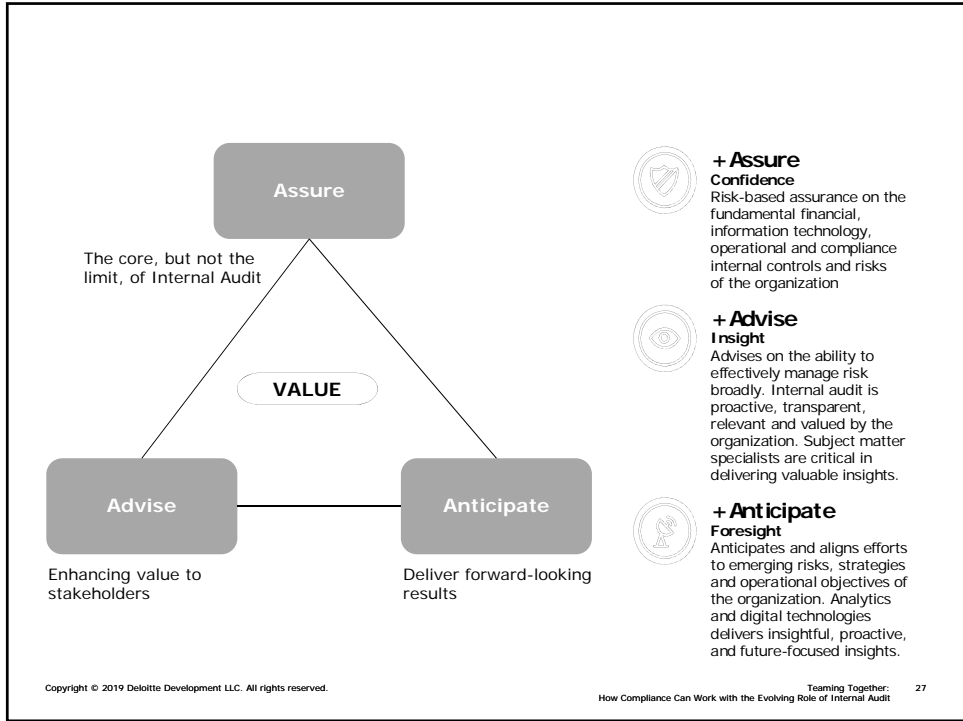 Assure
The core, but not the
limit, of Internal Audit
VALUE
Advise
Anticipate
Enhancing value to
stakeholders
Deliver forward-looking
results
+Assure
Confidence
Risk-based assurance on the
fundamental financial,
information technology,
operational and compliance
internal controls and risks
of the organization
+Advise
Insight
Advises on the ability to
effectively manage risk
broadly. Internal audit is
proactive, transparent,
relevant and valued by the
organization. Subject matter
specialists are critical in
delivering valuable insights.
+Anticipate
Foresight
Anticipates and aligns efforts
to emerging risks, strategies
and operational objectives of
the organization. Analytics
and digital technologies
delivers insightful, proactive,
and future-focused insights.
Copyright © 2019 Deloitte Development LLC. All rights reserved.
Teaming Together:
How Compliance Can Work with the Evolving Role of Internal Audit
27